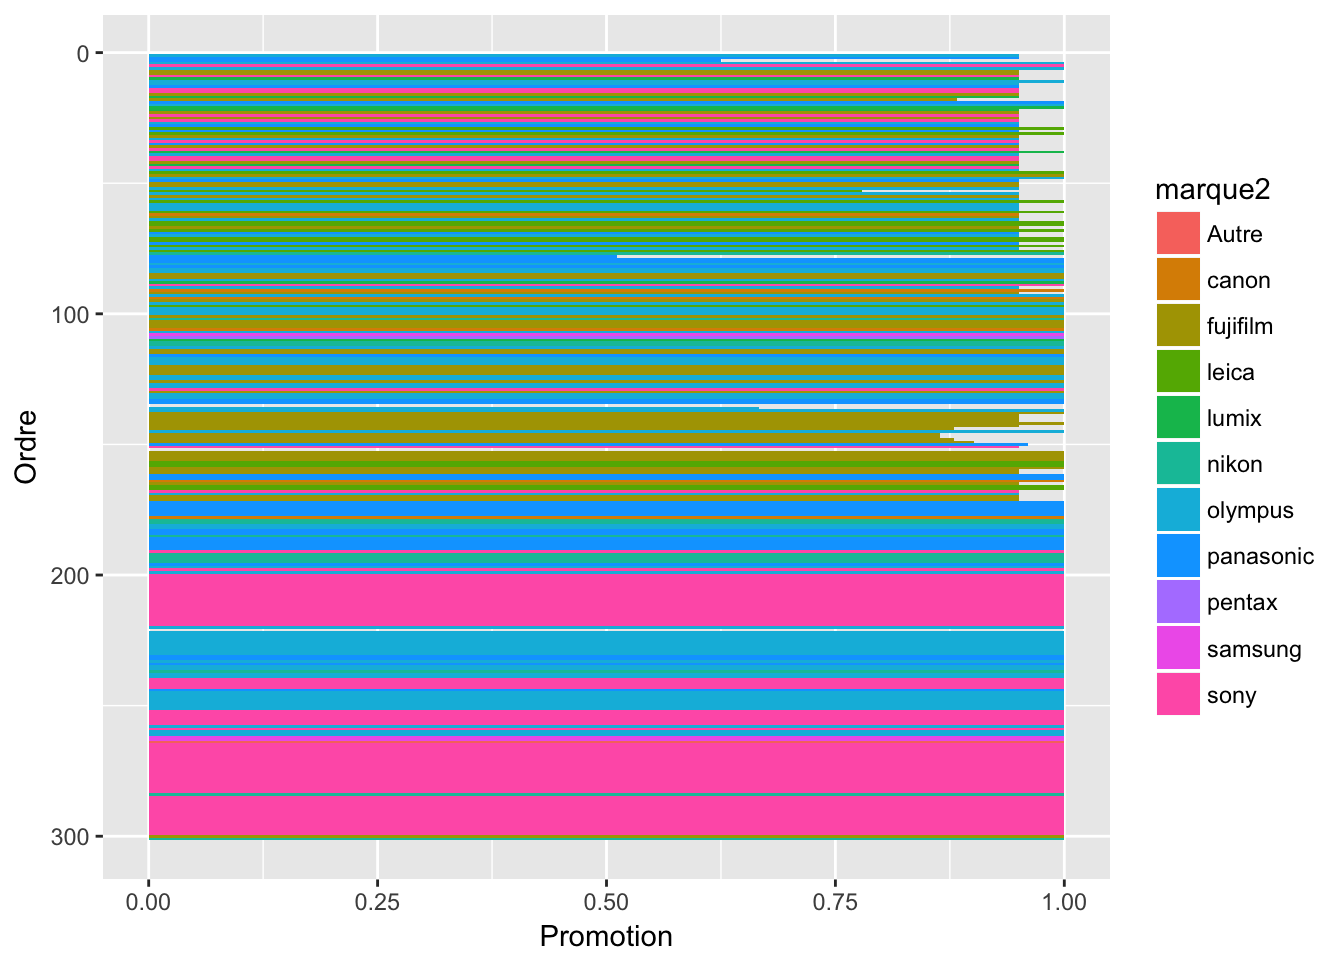 0
100
200
300
Ordre
0.00 0.25 0.50 0.75 1.00
Promotion
marque2
Autre
canon
fujifilm
leica
lumix
nikon
olympus
panasonic
pentax
samsung
sony